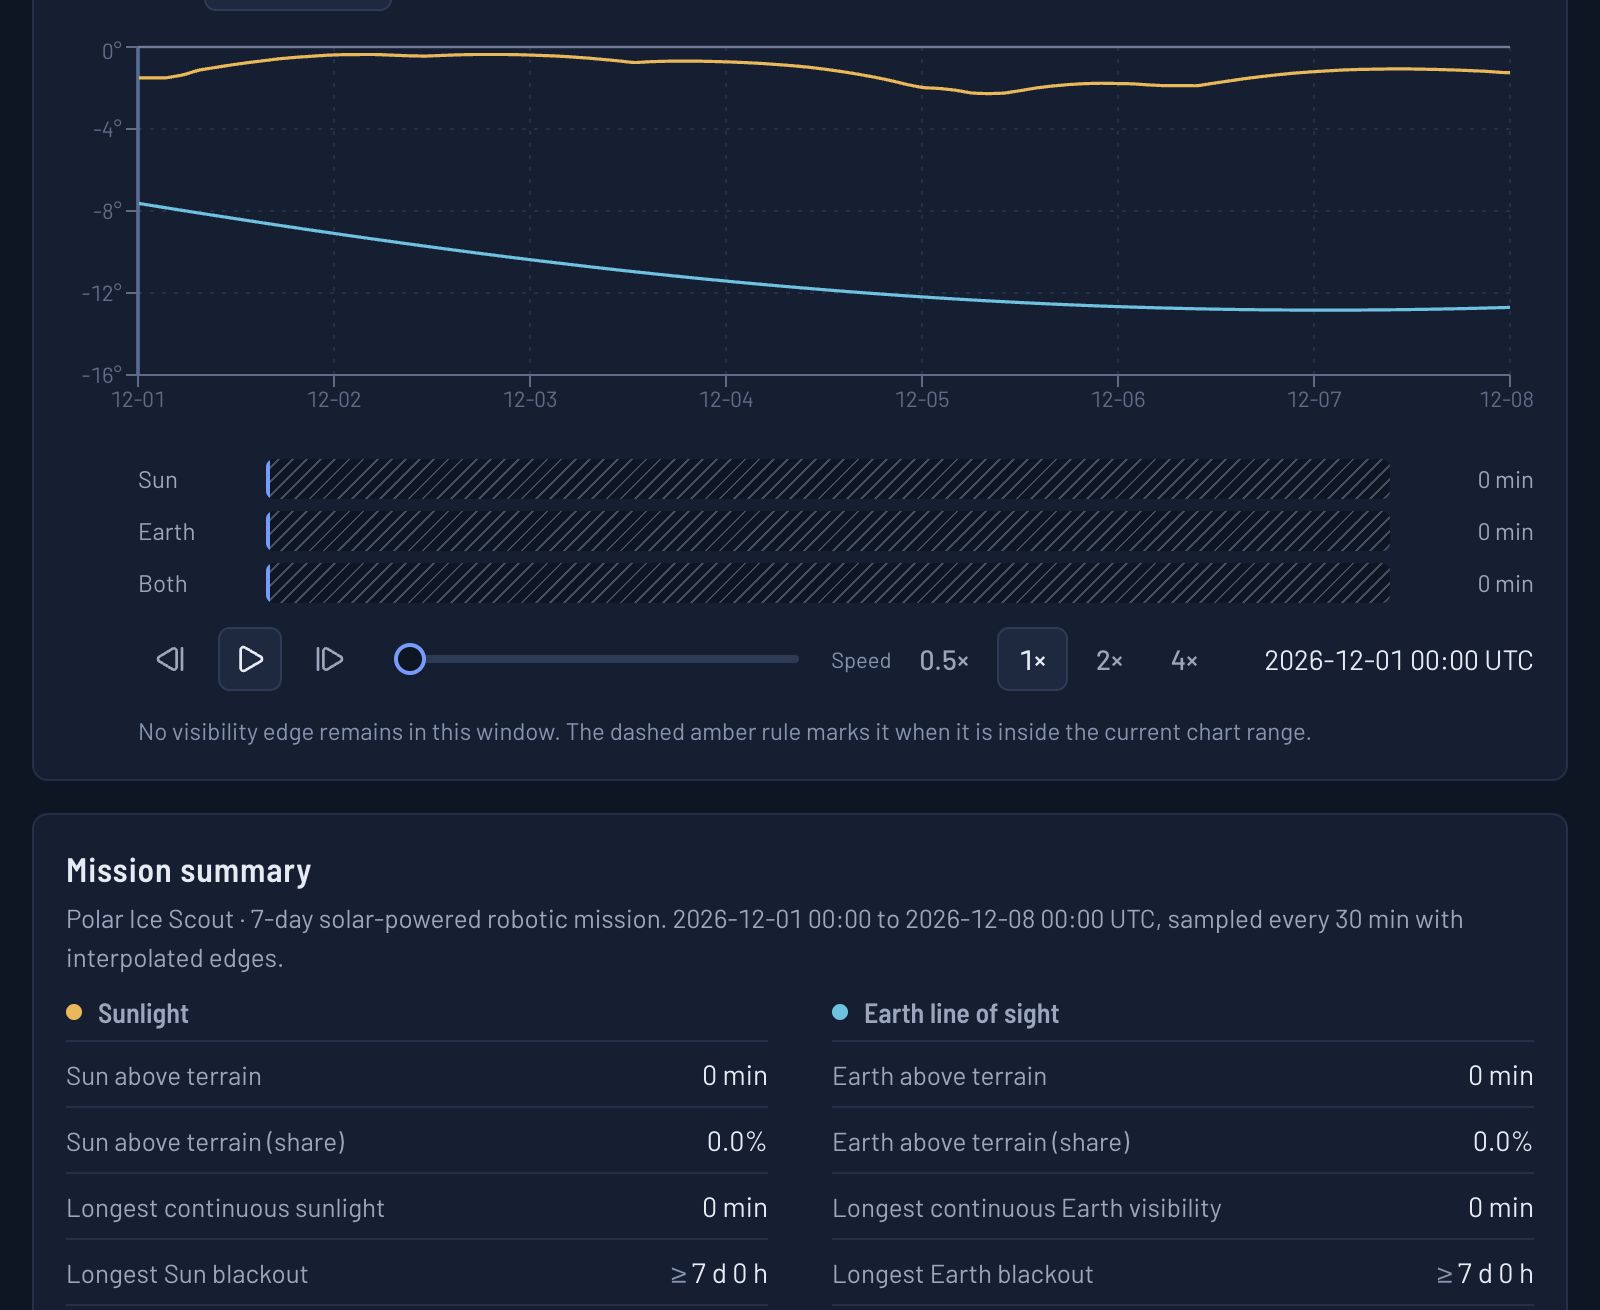 0°
-4°
-8°
-12°
-16°
12-01 12-02 12-03 12-04 12-05 12-06 12-07 12-08
Sun 0 min
Earth 0 min
Both 0 min
Speed 0.5× 1× 2× 4× 2026-12-01 00:00 UTC
No visibility edge remains in this window. The dashed amber rule marks it when it is inside the current chart range.
Mission summary
Polar Ice Scout · 7-day solar-powered robotic mission. 2026-12-01 00:00 to 2026-12-08 00:00 UTC, sampled every 30 min with
interpolated edges.
Sunlight
Sun above terrain 0 min
Sun above terrain (share) 0.0%
Longest continuous sunlight 0 min
Longest Sun blackout ≥ 7 d 0 h
Earth line of sight
Earth above terrain 0 min
Earth above terrain (share) 0.0%
Longest continuous Earth visibility 0 min
Longest Earth blackout ≥ 7 d 0 h